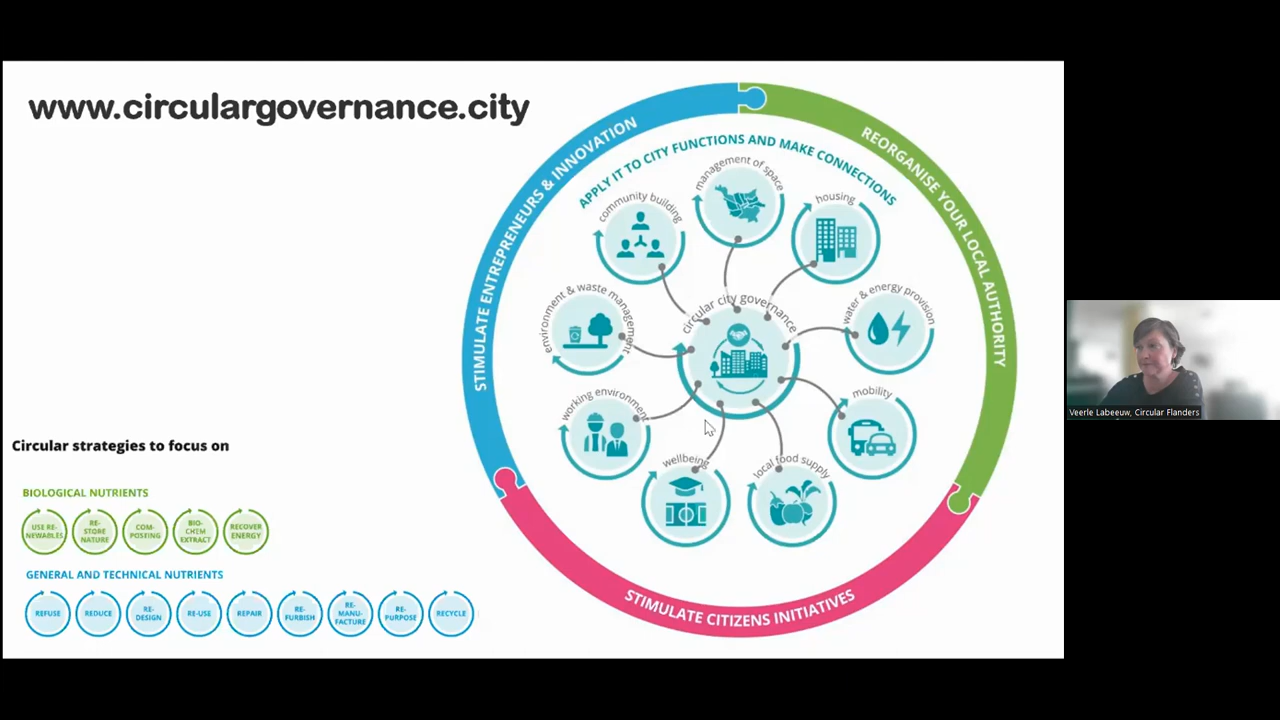 www.circulargovernance.city
STIMULATE ENTREPRENEURS & INNOVATION
REORGANISE YOUR LOCAL AUTHORITY
STIMULATE CITIZENS INITIATIVES
APPLY IT TO CITY FUNCTIONS AND MAKE CONNECTIONS
management of space
housing
water & energy provision
mobility
local food supply
wellbeing
working environment
environment & waste management
community building
circular city governance
Circular strategies to focus on
BIOLOGICAL NUTRIENTS
USE RE-
NEWABLES
RE-
STORE
NATURE
COM-
POSTING
BIO-
CHEM
EXTRACT
RECOVER
ENERGY
GENERAL AND TECHNICAL NUTRIENTS
REFUSE
REDUCE
RE-
DESIGN
RE-USE
REPAIR
RE-
FURBISH
RE-
MANU-
FACTURE
RE-
PURPOSE
RECYCLE
Veerle Labeeuw, Circular Flanders